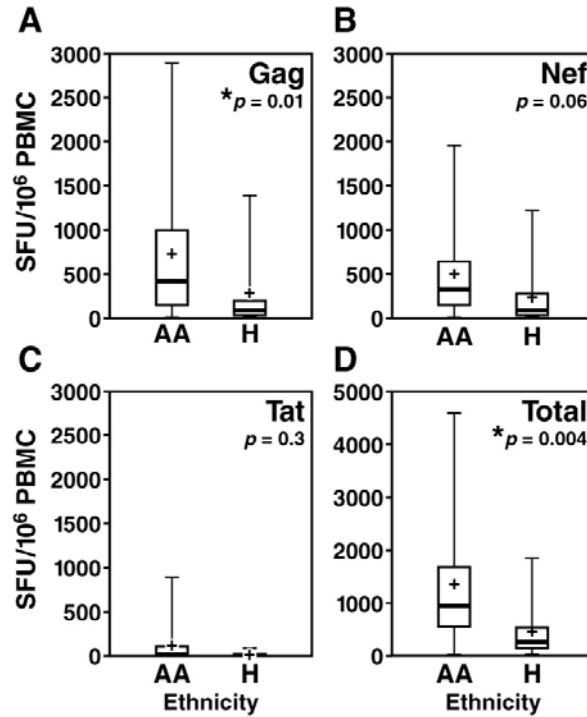 A
SFU/10⁶ PBMC
3000
2500
2000
1500
1000
500
0
Gag
*p = 0.01
AA H
B
3000
2500
2000
1500
1000
500
0
Nef
p = 0.06
AA H
C
SFU/10⁶ PBMC
3000
2500
2000
1500
1000
500
0
Tat
p = 0.3
AA H
Ethnicity
D
5000
4000
3000
2000
1000
0
Total
*p = 0.004
AA H
Ethnicity